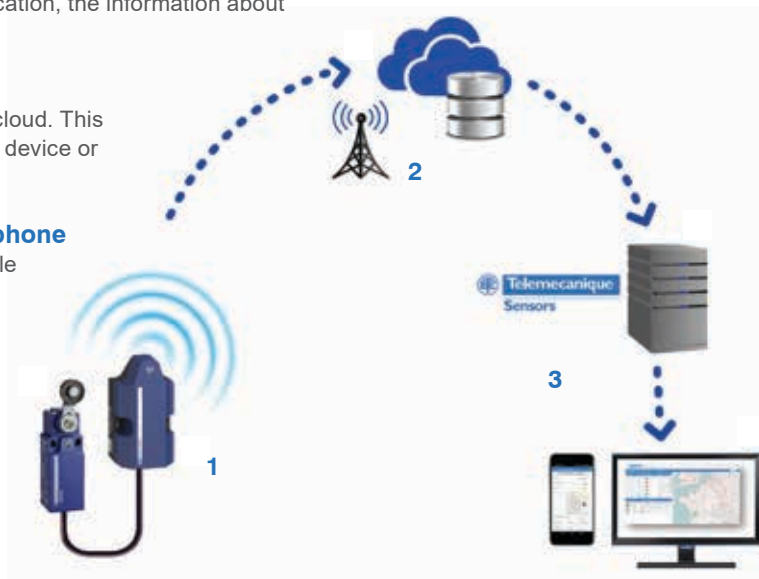 cation, the information about
cloud. This
device or
phone
le
2
Telemecanique
Sensors
3
1